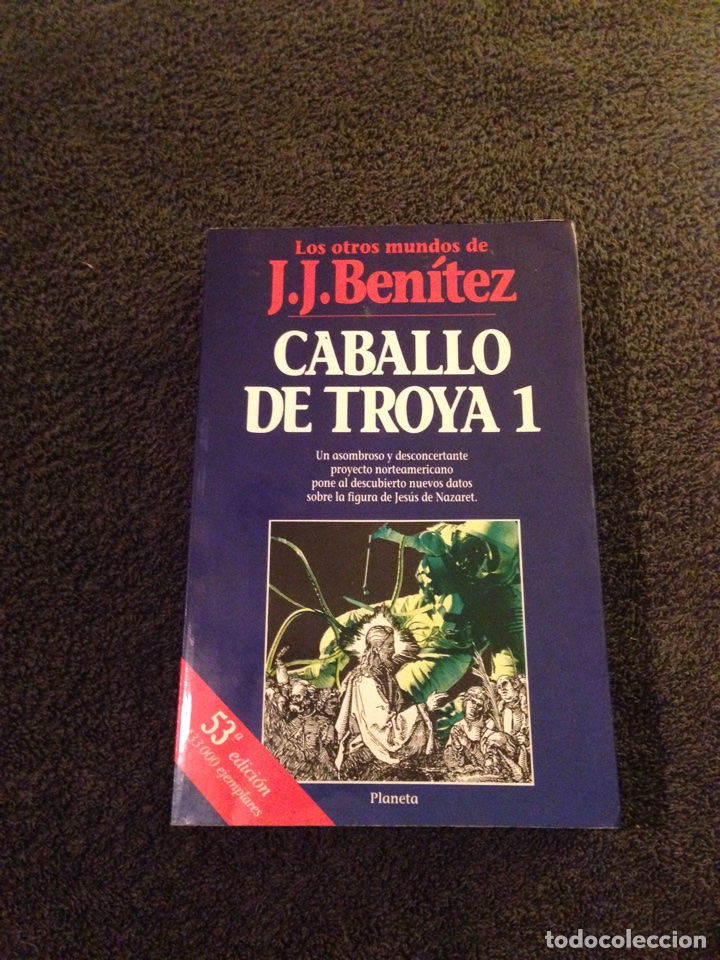 Los otros mundos de
J.J.Benítez
CABALLO
DE TROYA 1
Un asombroso y desconcertante
proyecto norteamericano
pone al descubierto nuevos datos
sobre la figura de Jesús de Nazaret.
53ª
edición
ejemplares
Planeta
todocoleccion